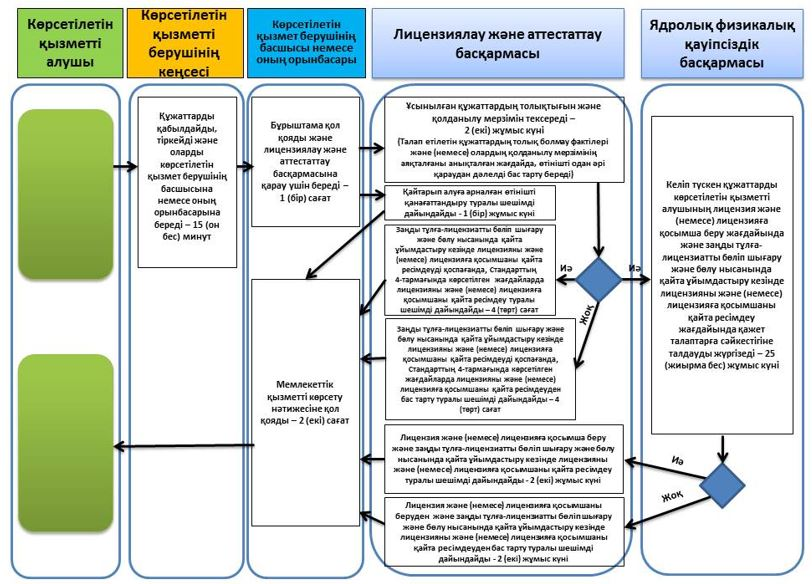 Көрсетілетін
қызметті
алушы
Көрсетілетін
қызметті
берушінің
кеңсесі
Көрсетілетін
қызмет берушінің
басшысы немесе
оның орынбасары
Лицензиялау және аттестаттау
басқармасы
Ядролық физикалық
қауіпсіздік
басқармасы
Құжаттарды
қабылдайды,
тіркейді және
оларды
көрсетілетін
қызмет берушінің
басшысына
немесе оның
орынбасарына
береді – 15 (он
бес) минут
Бұрыштама қол
қояды және
лицензиялау және
аттестаттау
басқармасына
қарау үшін береді –
1 (бір) сағат
Мемлекеттік
қызметті көрсету
нәтижесіне қол
қояды – 2 (екі) сағат
Ұсынылған құжаттардың толықтығын және
қолданылу мерзімін тексереді –
2 (екі) жұмыс күні
(Талап етілетін құжаттардың толық болмау фактілері
және (немесе) олардың қолданылу мерзімінің
аяқталғаны анықталған жағдайда, өтінішті одан әрі
қараудан дәлелді бас тарту береді)
Қайтарып алуға арналған өтінішті
қанағаттандыру туралы шешімді
дайындайды - 1 (бір) жұмыс күні
Заңды тұлға-лицензиатты бөліп шығару
және бөлу нысанында қайта
ұйымдастыру кезінде лицензияны және
(немесе) лицензияға қосымшаны қайта
ресімдеуді қоспағанда, Стандарттың
4-тармағында көрсетілген жағдайларда
лицензияны және (немесе) лицензияға
қосымшаны қайта ресімдеу туралы
шешімді дайындайды – 4 (төрт) сағат
Заңды тұлға-лицензиатты бөліп шығару және
бөлу нысанында қайта ұйымдастыру кезінде
лицензияны және (немесе) лицензияға
қосымшаны қайта ресімдеуді қоспағанда,
Стандарттың 4-тармағында көрсетілген
жағдайларда лицензияны және (немесе)
лицензияға қосымшаны қайта ресімдеуден
бас тарту туралы шешімді дайындайды – 4
(төрт) сағат
Лицензия және (немесе) лицензияға қосымша беру
және заңды тұлға-лицензиатты бөліп шығару және бөлу
нысанында қайта ұйымдастыру кезінде лицензияны
және (немесе) лицензияға қосымшаны қайта ресімдеу
туралы шешімді дайындайды - 2 (екі) жұмыс күні
Лицензия және (немесе) лицензияға қосымшаны
беруден және заңды тұлға-лицензиатты бөліп шығару
және бөлу нысанында қайта ұйымдастыру кезінде
лицензияны және (немесе) лицензияға қосымшаны
қайта ресімдеуден бас тарту туралы шешімді
дайындайды - 2 (екі) жұмыс күні
Иә
Иә
Жоқ
Келіп түскен құжаттарды
көрсетілетін қызметті
алушының лицензия және
(немесе) лицензияға
қосымша беру жағдайында
және заңды тұлға-
лицензиатты бөліп шығару
және бөлу нысанында
қайта ұйымдастыру кезінде
лицензияны және (немесе)
лицензияға қосымшаны
қайта ресімдеу
жағдайында қажет
талаптарға сәйкестігіне
талдауды жүргізеді – 25
(жиырма бес) жұмыс күні
Иә
Жоқ